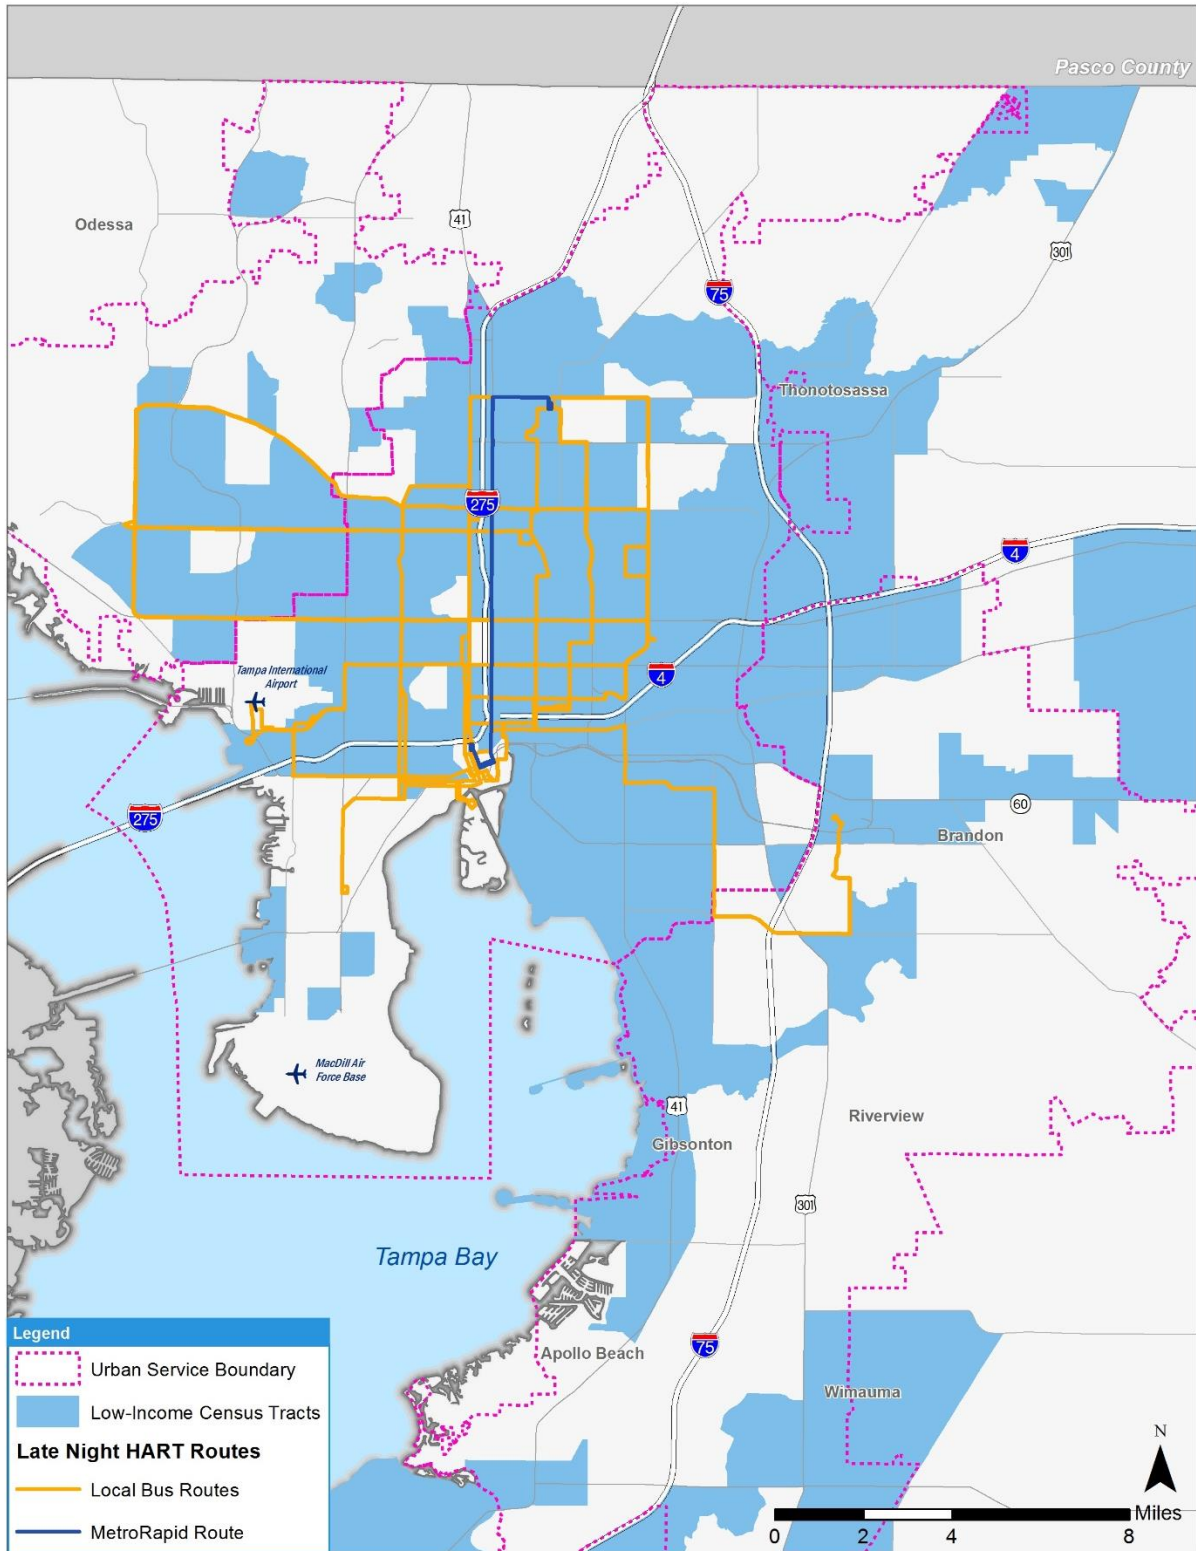 Pasco County
Odessa
41
301
75
Thonotosassa
275
4
Tampa International
Airport
4
275
60
Brandon
MacDill Air
Force Base
41
Gibsonton
Riverview
301
Tampa Bay
75
Apollo Beach
Wimauma
Legend
Urban Service Boundary
Low-Income Census Tracts
Late Night HART Routes
Local Bus Routes
MetroRapid Route
N
Miles
0 2 4 8